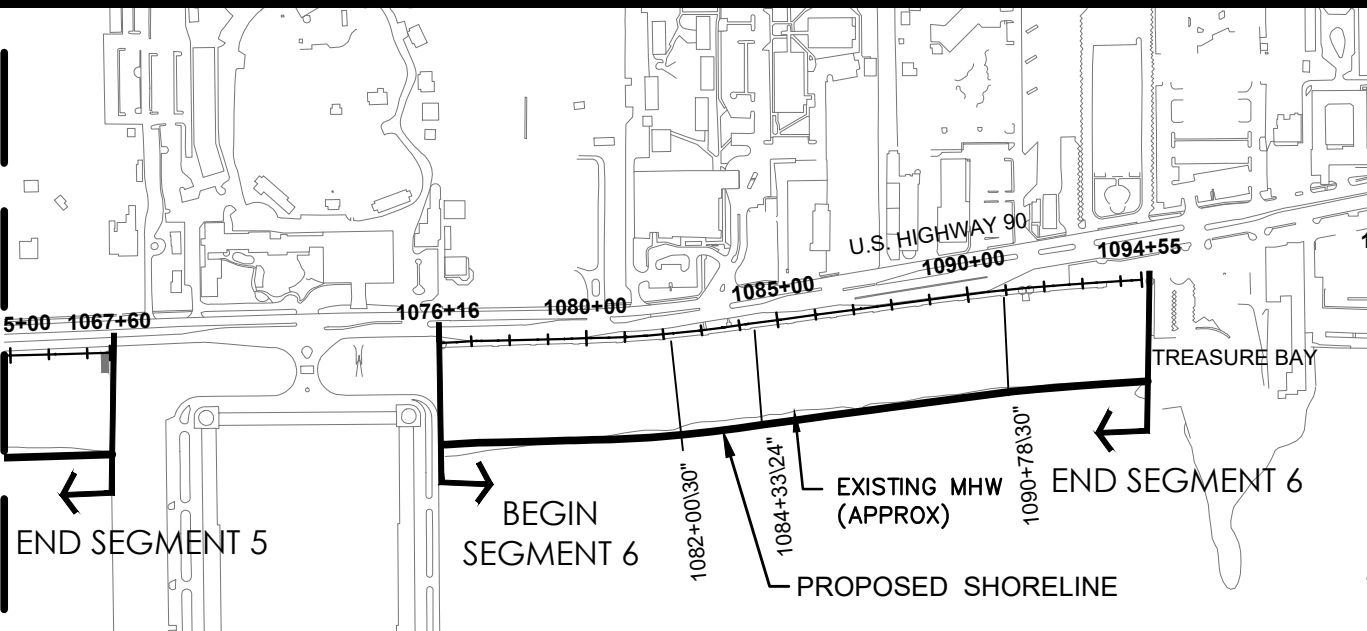 U.S. HIGHWAY 90
5+00
1067+60
1076+16
1080+00
1085+00
1090+00
1094+55
TREASURE BAY
END SEGMENT 5
BEGIN
SEGMENT 6
1082+00\30"
1084+33\24"
EXISTING MHW
(APPROX)
1090+78\30"
END SEGMENT 6
PROPOSED SHORELINE